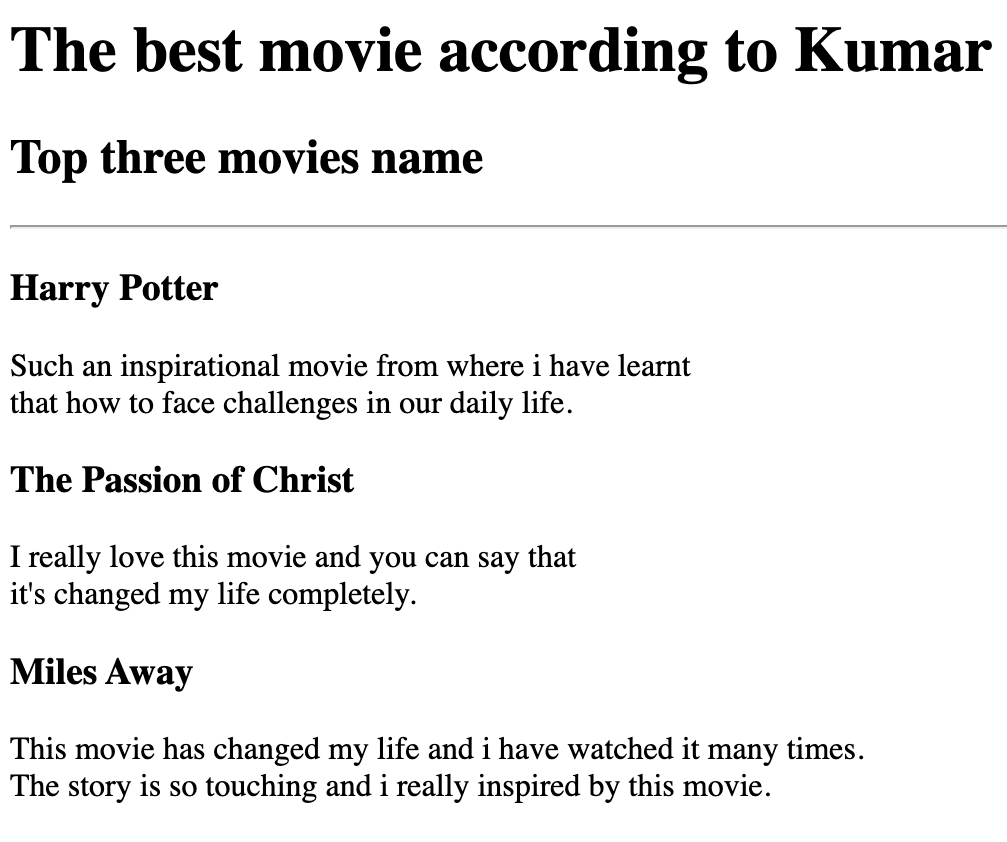 The best movie according to Kumar
Top three movies name
Harry Potter
Such an inspirational movie from where i have learnt
that how to face challenges in our daily life.
The Passion of Christ
I really love this movie and you can say that
it's changed my life completely.
Miles Away
This movie has changed my life and i have watched it many times.
The story is so touching and i really inspired by this movie.